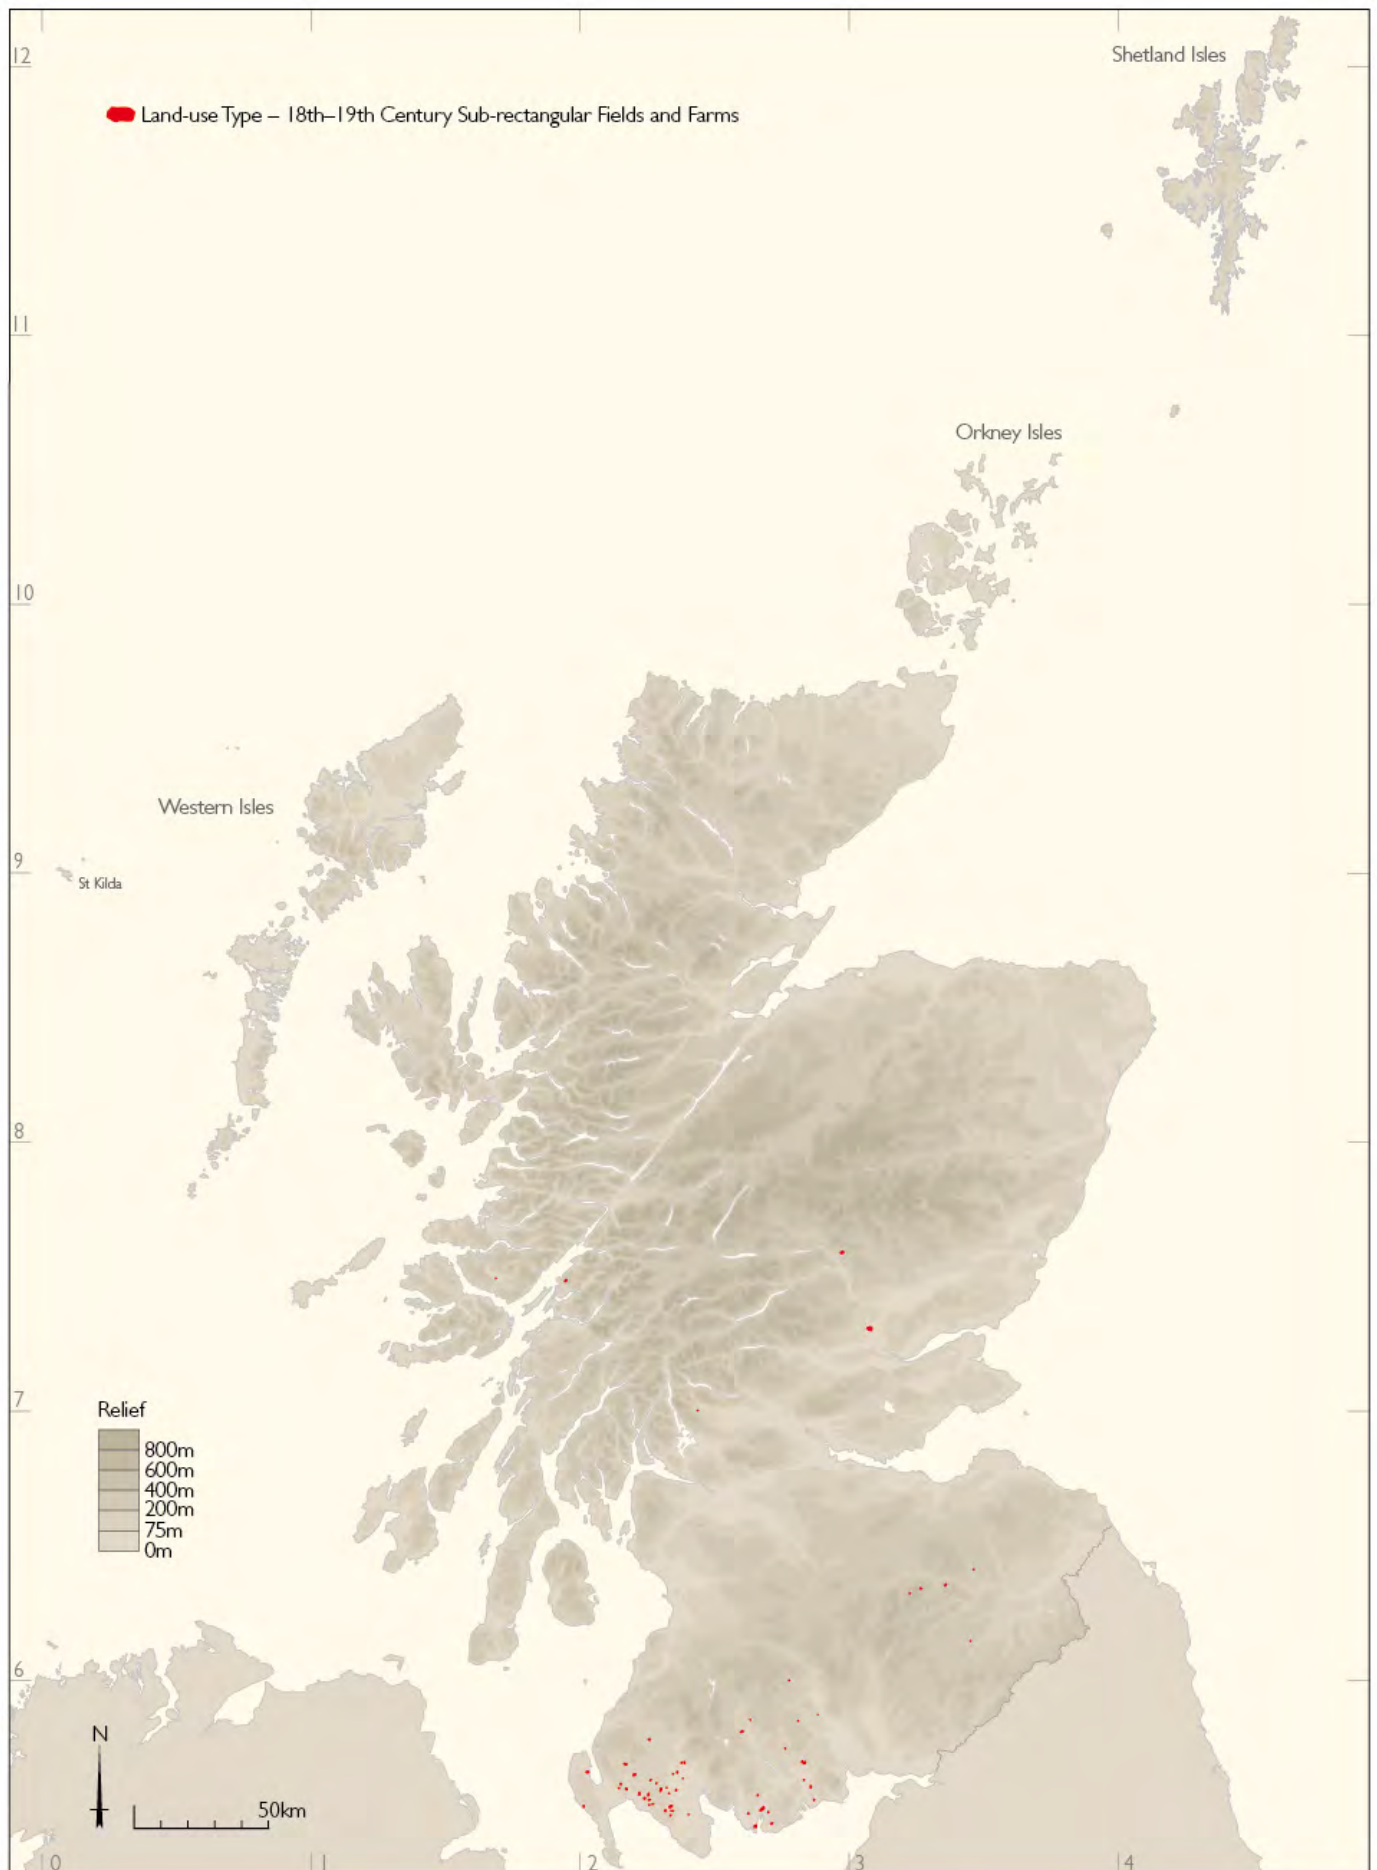 12
Shetland Isles
Land-use Type – 18th–19th Century Sub-rectangular Fields and Farms
11
Orkney Isles
10
Western Isles
9
St Kilda
8
7
Relief
800m
600m
400m
200m
75m
0m
6
N
50km
0
1
2
3
4